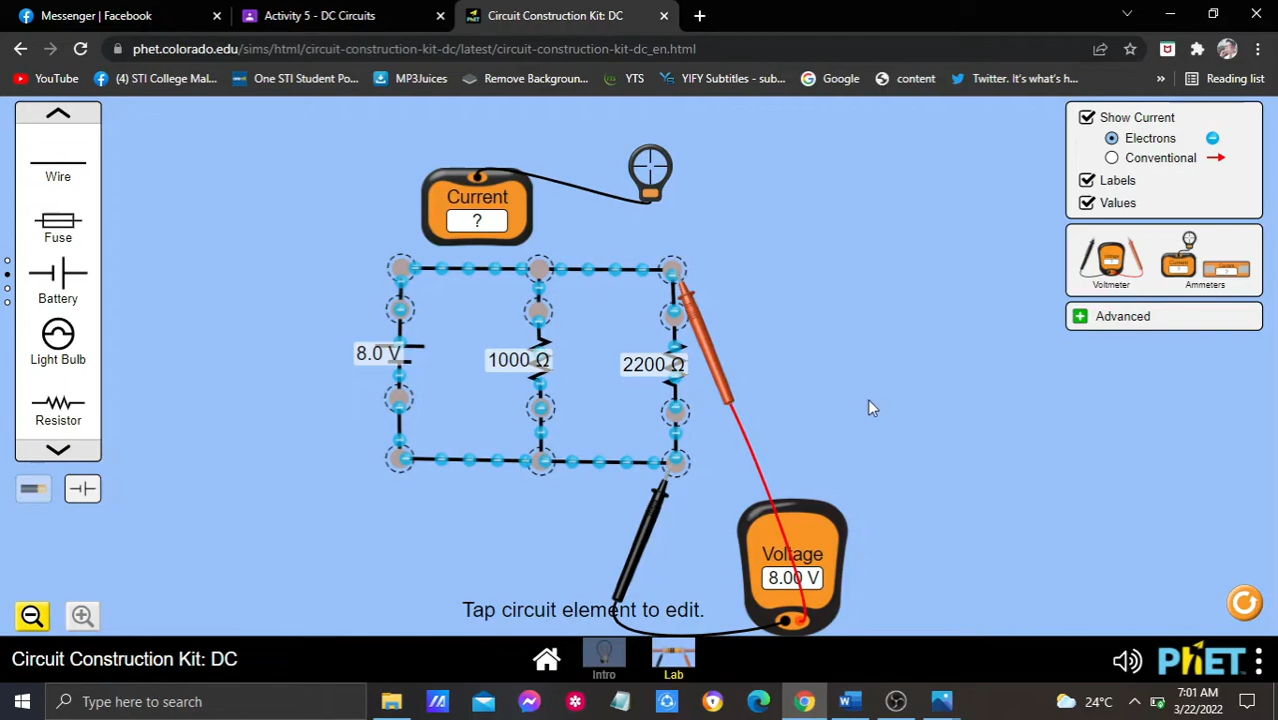 Messenger | Facebook
Activity 5 - DC Circuits
Circuit Construction Kit: DC
phet.colorado.edu/sims/html/circuit-construction-kit-dc/latest/circuit-construction-kit-dc_en.html
YouTube
(4) STI College Mal...
One STI Student Po...
MP3Juices
Remove Backgroun...
YTS
YIFY Subtitles - sub...
Google
content
Twitter. It's what's h...
»
Reading list
Wire
Fuse
Battery
Light Bulb
Resistor
Current
?
8.0 V
1000 Ω
2200 Ω
Voltage
8.00 V
Tap circuit element to edit.
Show Current
Electrons
Conventional
Labels
Values
Voltmeter
Ammeters
Advanced
Circuit Construction Kit: DC
Intro
Lab
PhET
Type here to search
24°C
7:01 AM
3/22/2022